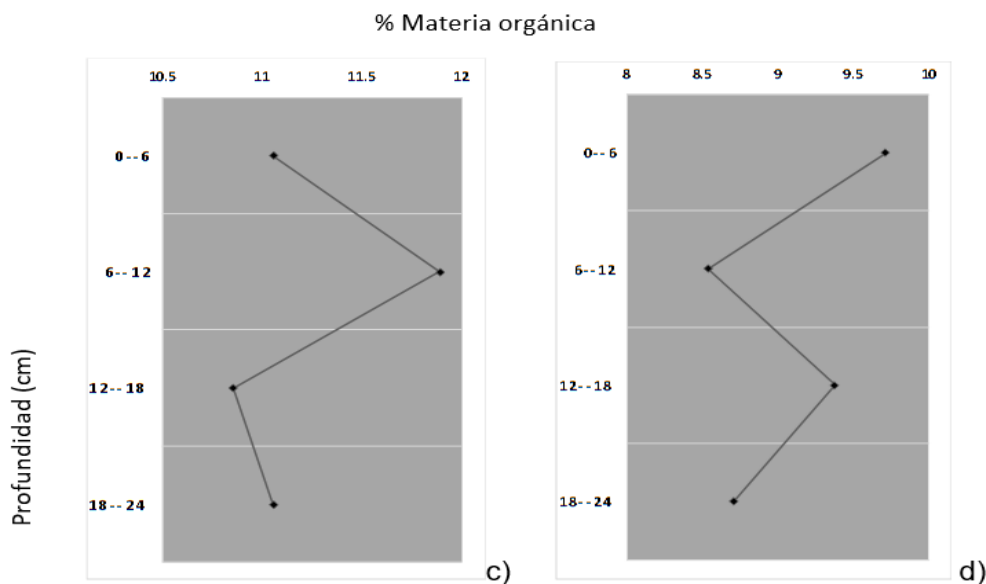 % Materia orgánica
10.5 11 11.5 12
0--6
6--12
12--18
18--24
c)
8 8.5 9 9.5 10
0--6
6--12
12--18
18--24
d)
Profundidad (cm)